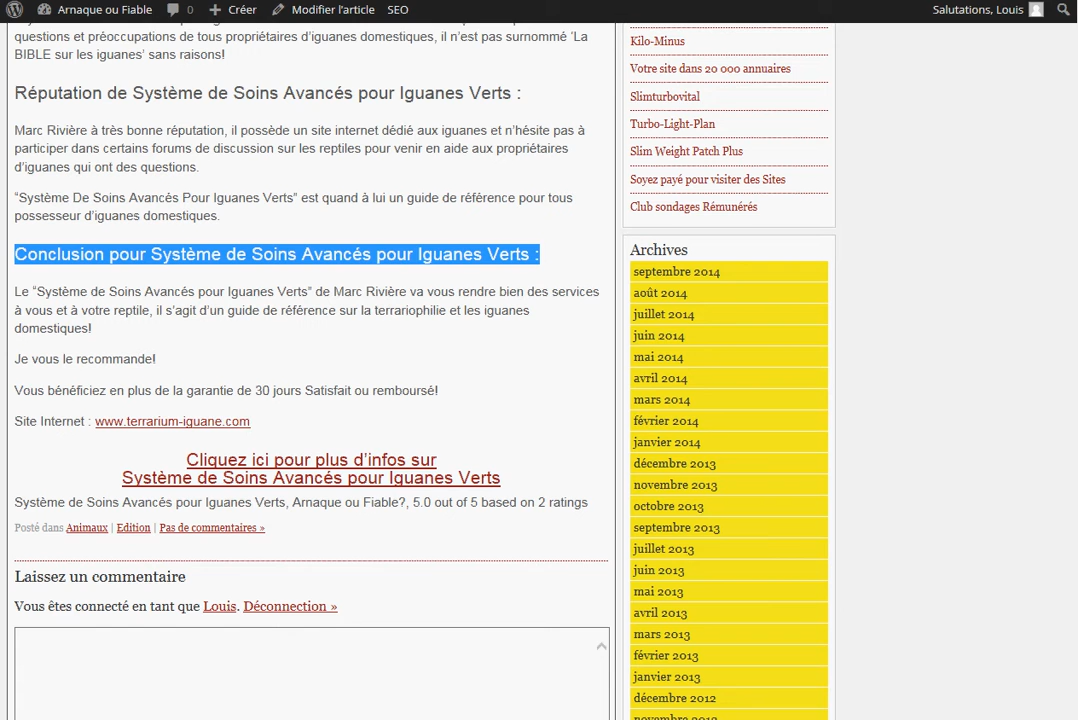 Arnaque ou Fiable 0 Créer Modifier l'article SEO Salutations, Louis
questions et préoccupations de tous propriétaires d'iguanes domestiques, il n'est pas surnommé 'La
BIBLE sur les iguanes' sans raisons!
Réputation de Système de Soins Avancés pour Iguanes Verts :
Marc Rivière à très bonne réputation, il possède un site internet dédié aux iguanes et n'hésite pas à
participer dans certains forums de discussion sur les reptiles pour venir en aide aux propriétaires
d'iguanes qui ont des questions.
“Système De Soins Avancés Pour Iguanes Verts” est quand à lui un guide de référence pour tous
possesseur d'iguanes domestiques.
Conclusion pour Système de Soins Avancés pour Iguanes Verts :
Le “Système de Soins Avancés pour Iguanes Verts” de Marc Rivière va vous rendre bien des services
à vous et à votre reptile, il s'agit d'un guide de référence sur la terrariophilie et les iguanes
domestiques!
Je vous le recommande!
Vous bénéficiez en plus de la garantie de 30 jours Satisfait ou remboursé!
Site Internet : www.terrarium-iguane.com
Cliquez ici pour plus d'infos sur
Système de Soins Avancés pour Iguanes Verts
Système de Soins Avancés pour Iguanes Verts, Arnaque ou Fiable?, 5.0 out of 5 based on 2 ratings
Posté dans Animaux | Edition | Pas de commentaires »
Laissez un commentaire
Vous êtes connecté en tant que Louis. Déconnection »
Kilo-Minus
Votre site dans 20 000 annuaires
Slimturbovital
Turbo-Light-Plan
Slim Weight Patch Plus
Soyez payé pour visiter des Sites
Club sondages Rémunérés
Archives
septembre 2014
août 2014
juillet 2014
juin 2014
mai 2014
avril 2014
mars 2014
février 2014
janvier 2014
décembre 2013
novembre 2013
octobre 2013
septembre 2013
juillet 2013
juin 2013
mai 2013
avril 2013
mars 2013
février 2013
janvier 2013
décembre 2012
novembre 2012